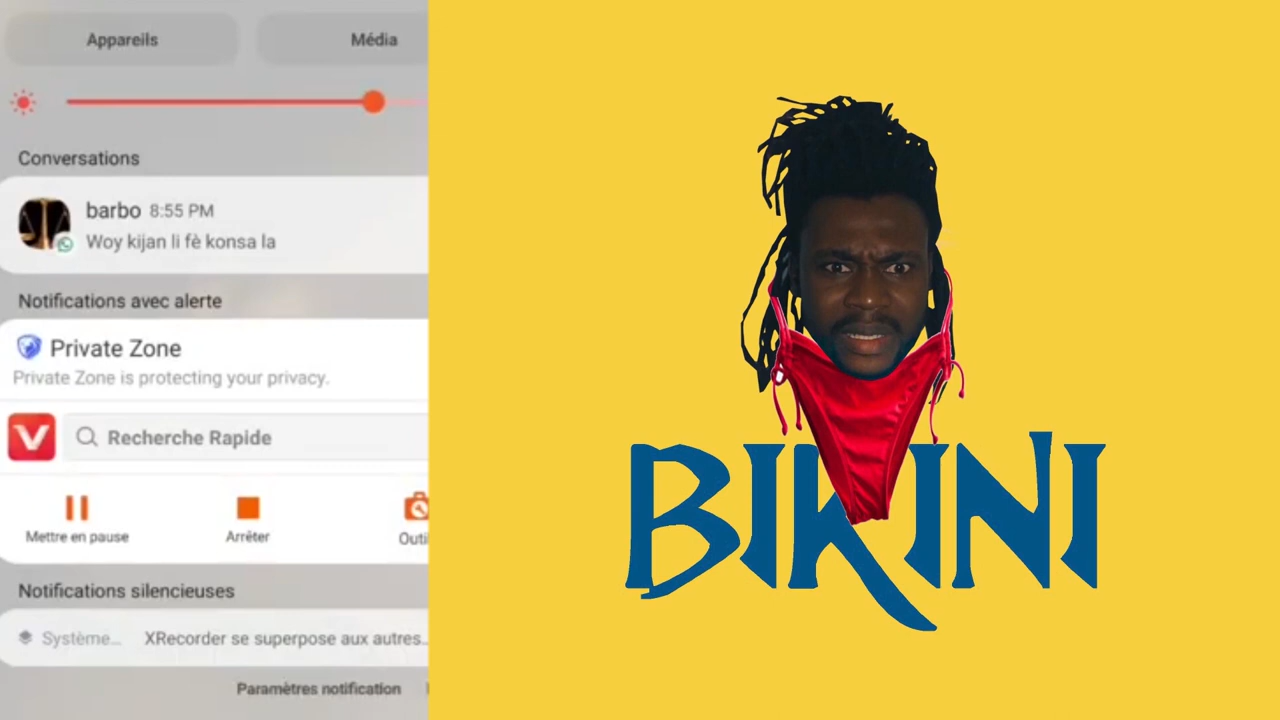 Appareils
Média
Conversations
barbo 8:55 PM
Woy kijan li fè konsa la
Notifications avec alerte
Private Zone
Private Zone is protecting your privacy.
Recherche Rapide
Mettre en pause
Arrêter
Outi
Notifications silencieuses
Système... XRecorder se superpose aux autres...
Paramètres notification
BIKINI